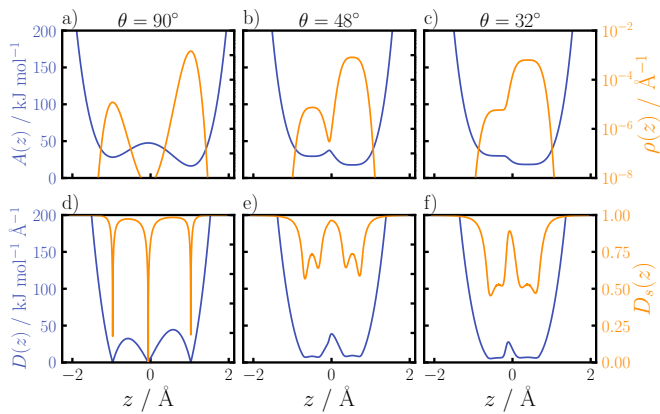 a) θ = 90° b) θ = 48° c) θ = 32°
A(z) / kJ mol⁻¹
200
150
100
50
0
10⁻²
10⁻⁴
10⁻⁶
10⁻⁸
ρ(z) / Å⁻¹
d) e) f)
D(z) / kJ mol⁻¹ Å⁻¹
200
150
100
50
0
1.00
0.75
0.50
0.25
0.00
D_s(z)
−2 0 2 −2 0 2 −2 0 2
z / Å z / Å z / Å